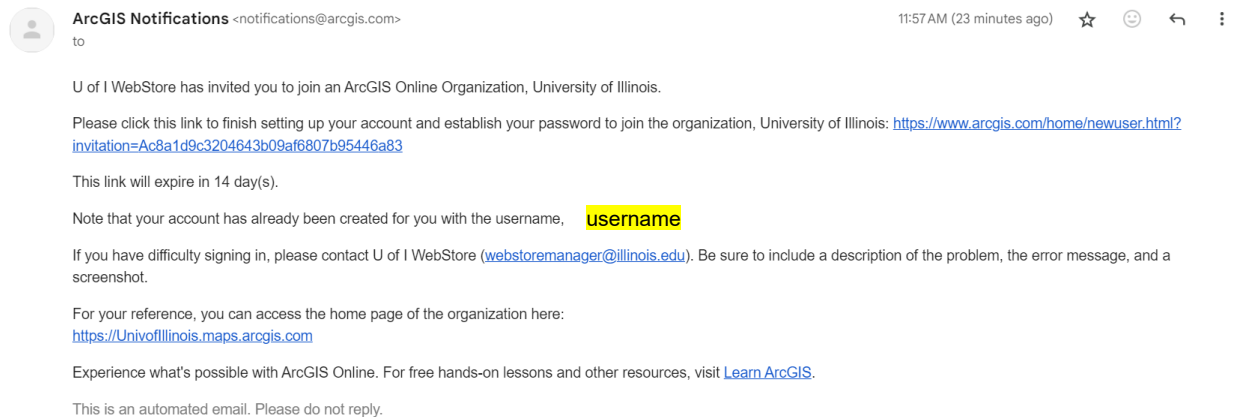 ArcGIS Notifications <notifications@arcgis.com> 11:57 AM (23 minutes ago)
to
U of I WebStore has invited you to join an ArcGIS Online Organization, University of Illinois.
Please click this link to finish setting up your account and establish your password to join the organization, University of Illinois: https://www.arcgis.com/home/newuser.html?
invitation=Ac8a1d9c3204643b09af6807b95446a83
This link will expire in 14 day(s).
Note that your account has already been created for you with the username, username
If you have difficulty signing in, please contact U of I WebStore (webstoremanager@illinois.edu). Be sure to include a description of the problem, the error message, and a
screenshot.
For your reference, you can access the home page of the organization here:
https://UnivofIllinois.maps.arcgis.com
Experience what's possible with ArcGIS Online. For free hands-on lessons and other resources, visit Learn ArcGIS.
This is an automated email. Please do not reply.